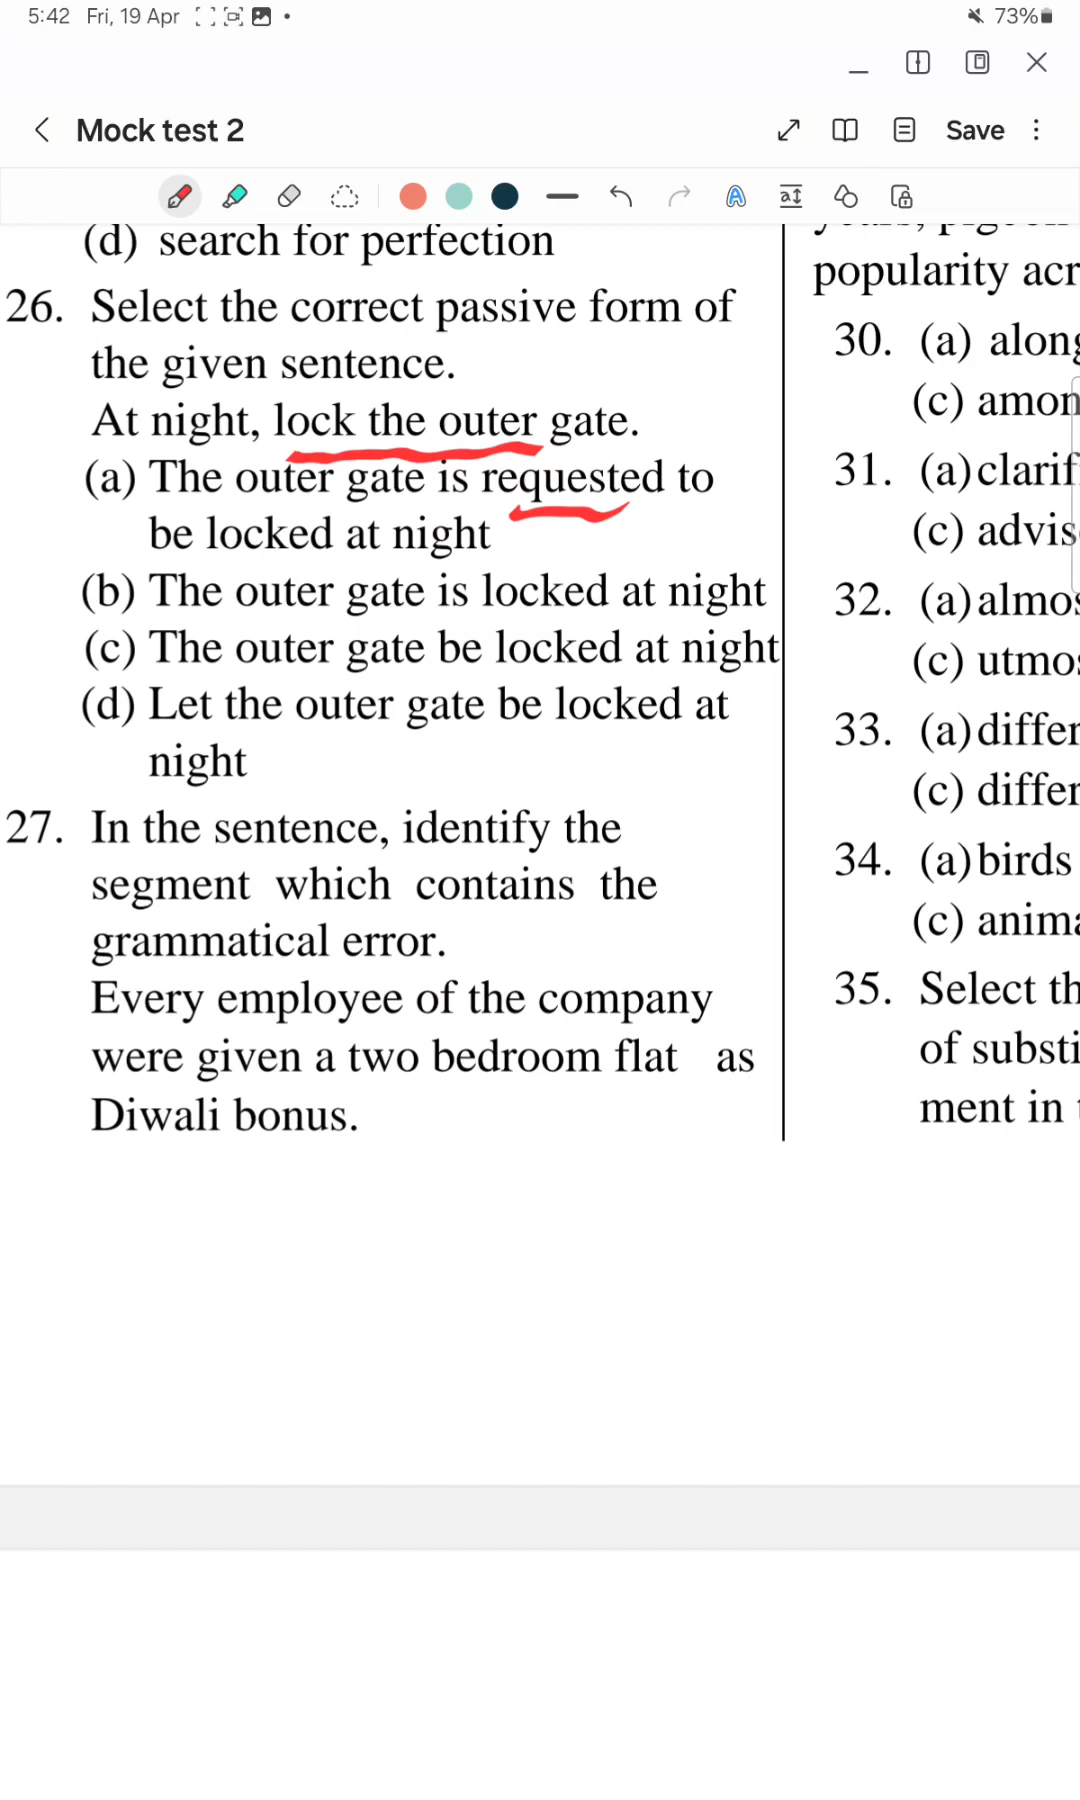 5:42 Fri, 19 Apr
73%
Mock test 2
Save
(d) search for perfection
26. Select the correct passive form of
the given sentence.
At night, lock the outer gate.
(a) The outer gate is requested to
be locked at night
(b) The outer gate is locked at night
(c) The outer gate be locked at night
(d) Let the outer gate be locked at
night
27. In the sentence, identify the
segment which contains the
grammatical error.
Every employee of the company
were given a two bedroom flat as
Diwali bonus.
popularity acr
30. (a) along
(c) amon
31. (a) clarif
(c) advis
32. (a) almos
(c) utmos
33. (a) differ
(c) differ
34. (a) birds
(c) anima
35. Select th
of substi
ment in